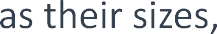 as their sizes,